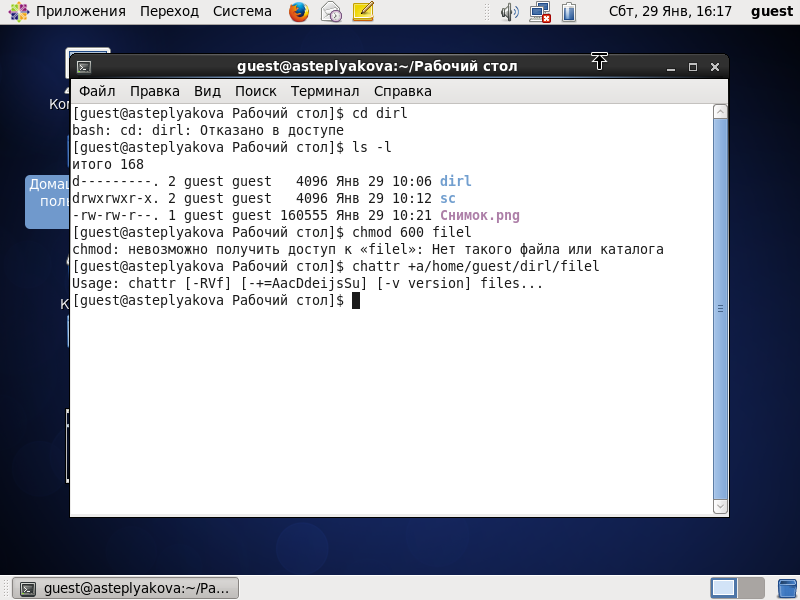 Приложения Переход Система Сбт, 29 Янв, 16:17 guest
guest@asteplyakova:~/Рабочий стол
Файл Правка Вид Поиск Терминал Справка
[guest@asteplyakova Рабочий стол]$ cd dirl
bash: cd: dirl: Отказано в доступе
[guest@asteplyakova Рабочий стол]$ ls -l
итого 168
d---------. 2 guest guest 4096 Янв 29 10:06 dirl
drwxrwxr-x. 2 guest guest 4096 Янв 29 10:12 sc
-rw-rw-r--. 1 guest guest 160555 Янв 29 10:21 Снимок.png
[guest@asteplyakova Рабочий стол]$ chmod 600 filel
chmod: невозможно получить доступ к «filel»: Нет такого файла или каталога
[guest@asteplyakova Рабочий стол]$ chattr +a/home/guest/dirl/filel
Usage: chattr [-RVf] [-+=AacDdeijsSu] [-v version] files...
[guest@asteplyakova Рабочий стол]$
guest@asteplyakova:~/Ра...